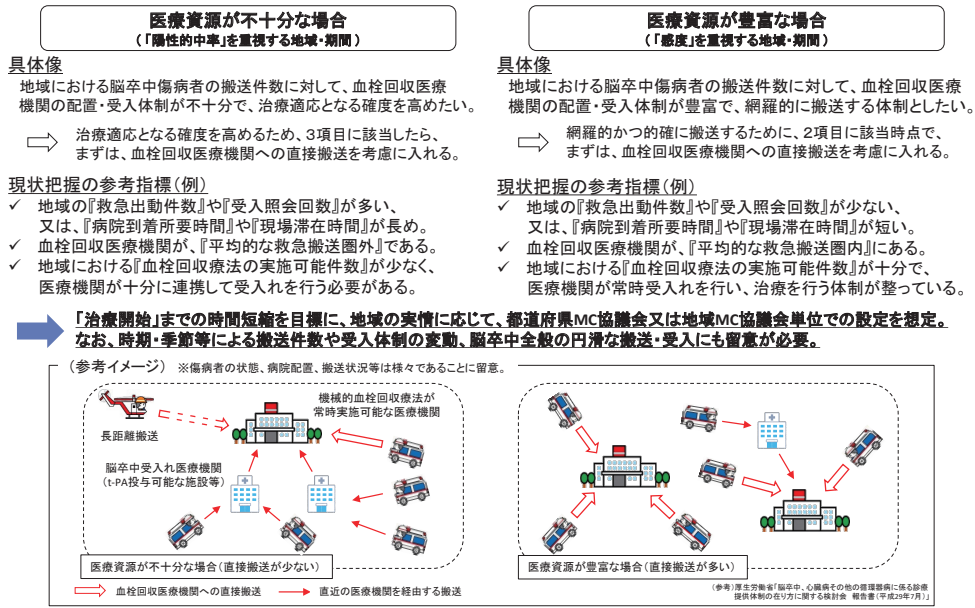 医療資源が不十分な場合
（「陽性的中率」を重視する地域・期間）
具体像
地域における脳卒中傷病者の搬送件数に対して、血栓回収医療
機関の配置・受入体制が不十分で、治療適応となる確度を高めたい。
治療適応となる確度を高めるため、３項目に該当したら、
まずは、血栓回収医療機関への直接搬送を考慮に入れる。
現状把握の参考指標（例）
✓ 地域の『救急出動件数』や『受入照会回数』が多い、
又は、『病院到着所要時間』や『現場滞在時間』が長め。
✓ 血栓回収医療機関が、『平均的な救急搬送圏外』である。
✓ 地域における『血栓回収療法の実施可能件数』が少なく、
医療機関が十分に連携して受入れを行う必要がある。
医療資源が豊富な場合
（「感度」を重視する地域・期間）
具体像
地域における脳卒中傷病者の搬送件数に対して、血栓回収医療
機関の配置・受入体制が豊富で、網羅的に搬送する体制としたい。
網羅的かつ的確に搬送するために、２項目に該当時点で、
まずは、血栓回収医療機関への直接搬送を考慮に入れる。
現状把握の参考指標（例）
✓ 地域の『救急出動件数』や『受入照会回数』が少ない、
又は、『病院到着所要時間』や『現場滞在時間』が短い。
✓ 血栓回収医療機関が、『平均的な救急搬送圏内』にある。
✓ 地域における『血栓回収療法の実施可能件数』が十分で、
医療機関が常時受入れを行い、治療を行う体制が整っている。
「治療開始」までの時間短縮を目標に、地域の実情に応じて、都道府県MC協議会又は地域MC協議会単位での設定を想定。
なお、時期・季節等による搬送件数や受入体制の変動、脳卒中全般の円滑な搬送・受入にも留意が必要。
（参考イメージ） ※傷病者の状態、病院配置、搬送状況等は様々であることに留意。
機械的血栓回収療法が
常時実施可能な医療機関
長距離搬送
脳卒中受入れ医療機関
（t-PA投与可能な施設等）
医療資源が不十分な場合（直接搬送が少ない）
医療資源が豊富な場合（直接搬送が多い）
血栓回収医療機関への直接搬送
直近の医療機関を経由する搬送
（参考）厚生労働省「脳卒中、心臓病その他の循環器病に係る診療
提供体制の在り方に関する検討会　報告書（平成29年7月）」